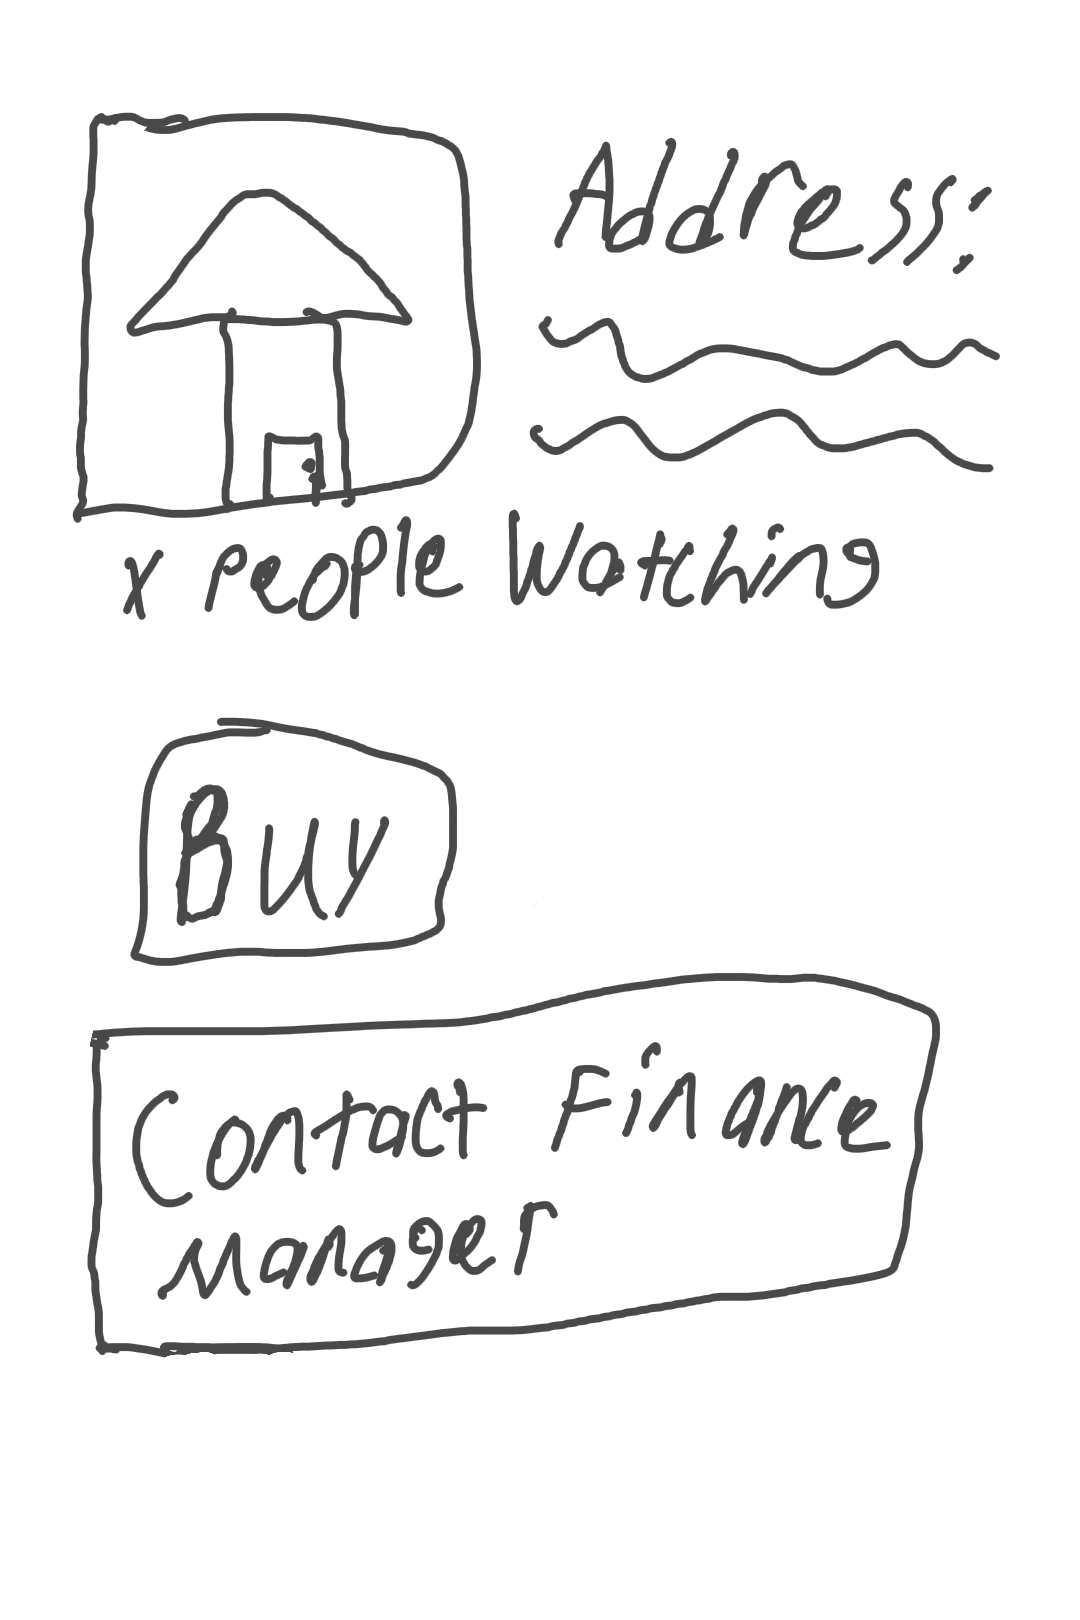 Address:
x people watching
Buy
Contact Finance
Manager